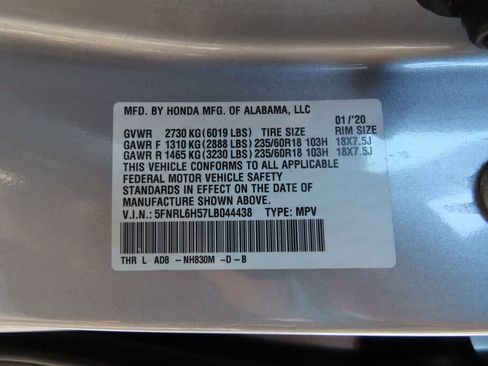 MFD. BY HONDA MFG. OF ALABAMA, LLC
01/'20
GVWR 2730 KG(6019 LBS) TIRE SIZE RIM SIZE
GAWR F 1310 KG(2888 LBS) 235/60R18 103H 18X7.5J
GAWR R 1465 KG(3230 LBS) 235/60R18 103H 18X7.5J
THIS VEHICLE CONFORMS TO ALL APPLICABLE
FEDERAL MOTOR VEHICLE SAFETY
STANDARDS IN EFFECT ON THE DATE OF
MANUFACTURE SHOWN ABOVE.
V.I.N.: 5FNRL6H57LB044438 TYPE: MPV
THR L AD8 -NH830M -D-B